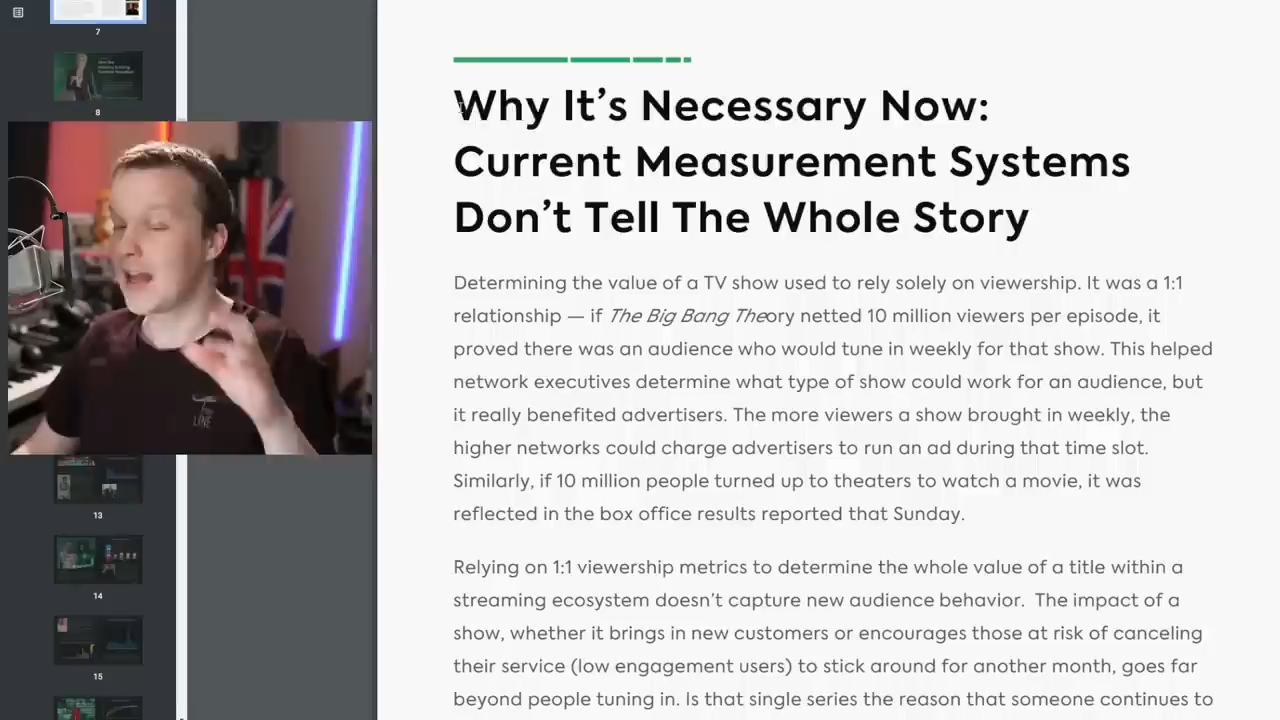 7
8
13
14
15
LINE
Why It’s Necessary Now:
Current Measurement Systems
Don’t Tell The Whole Story
Determining the value of a TV show used to rely solely on viewership. It was a 1:1
relationship — if The Big Bang Theory netted 10 million viewers per episode, it
proved there was an audience who would tune in weekly for that show. This helped
network executives determine what type of show could work for an audience, but
it really benefited advertisers. The more viewers a show brought in weekly, the
higher networks could charge advertisers to run an ad during that time slot.
Similarly, if 10 million people turned up to theaters to watch a movie, it was
reflected in the box office results reported that Sunday.
Relying on 1:1 viewership metrics to determine the whole value of a title within a
streaming ecosystem doesn’t capture new audience behavior.  The impact of a
show, whether it brings in new customers or encourages those at risk of canceling
their service (low engagement users) to stick around for another month, goes far
beyond people tuning in. Is that single series the reason that someone continues to